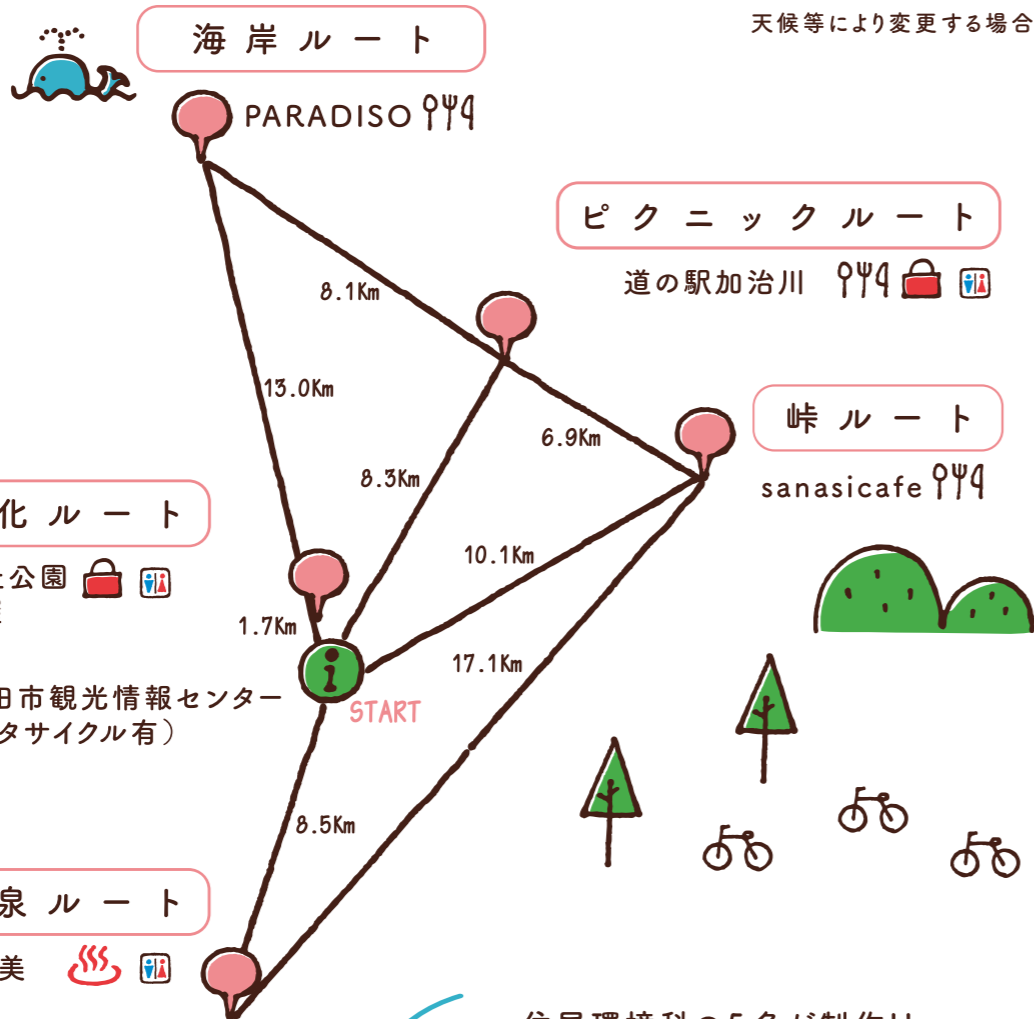 天候等により変更する場合
海岸ルート
PARADISO
ピクニックルート
道の駅加治川
8.1Km
13.0Km
6.9Km
峠ルート
sanasicafe
8.3Km
化ルート
公園
10.1Km
1.7Km
17.1Km
i
田市観光情報センター
タサイクル有）
START
8.5Km
泉ルート
美